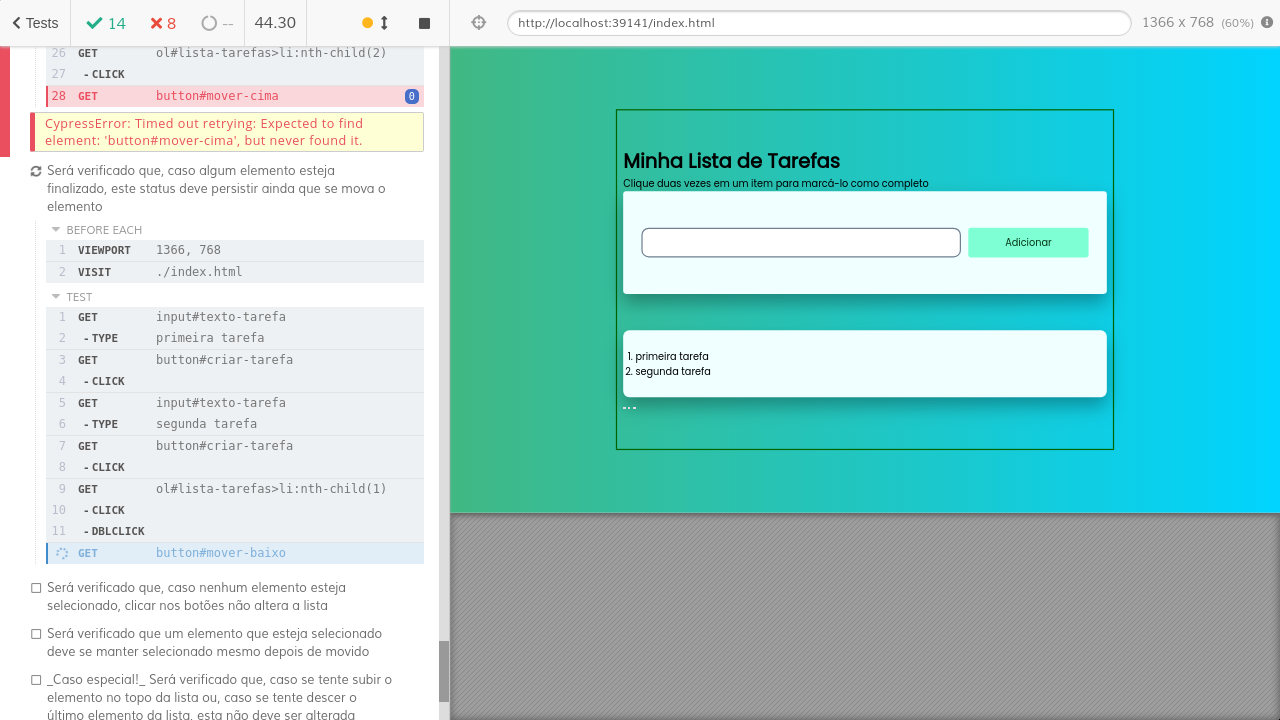 Tests
14
8
--
44.30
http://localhost:39141/index.html
1366 x 768 (60%)
26 GET ol#lista-tarefas>li:nth-child(2)
27 - CLICK
28 GET button#mover-cima 0
CypressError: Timed out retrying: Expected to find
element: 'button#mover-cima', but never found it.
Será verificado que, caso algum elemento esteja
finalizado, este status deve persistir ainda que se mova o
elemento
BEFORE EACH
1 VIEWPORT 1366, 768
2 VISIT ./index.html
TEST
1 GET input#texto-tarefa
2 - TYPE primeira tarefa
3 GET button#criar-tarefa
4 - CLICK
5 GET input#texto-tarefa
6 - TYPE segunda tarefa
7 GET button#criar-tarefa
8 - CLICK
9 GET ol#lista-tarefas>li:nth-child(1)
10 - CLICK
11 - DBLCLICK
GET button#mover-baixo
Será verificado que, caso nenhum elemento esteja
selecionado, clicar nos botões não altera a lista
Será verificado que um elemento que esteja selecionado
deve se manter selecionado mesmo depois de movido
_Caso especial!_ Será verificado que, caso se tente subir o
elemento no topo da lista ou, caso se tente descer o
último elemento da lista, esta não deve ser alterada
Minha Lista de Tarefas
Clique duas vezes em um item para marcá-lo como completo
Adicionar
1. primeira tarefa
2. segunda tarefa